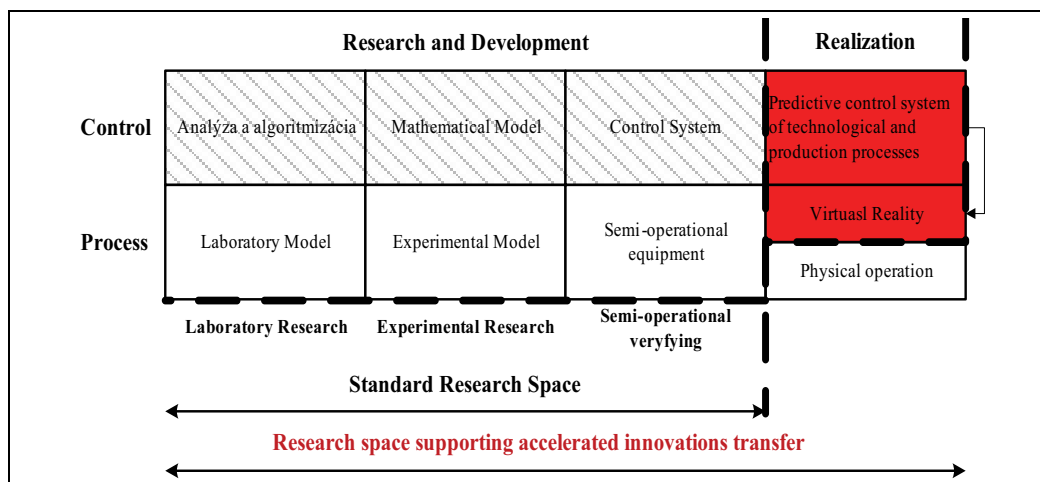 Research and Development
Realization
Control
Analýza a algoritmizácia
Mathematical Model
Control System
Predictive control system
of technological and
production processes
Process
Laboratory Model
Experimental Model
Semi-operational
equipment
Virtuasl Reality
Physical operation
Laboratory Research
Experimental Research
Semi-operational
veryfying
Standard Research Space
Research space supporting accelerated innovations transfer